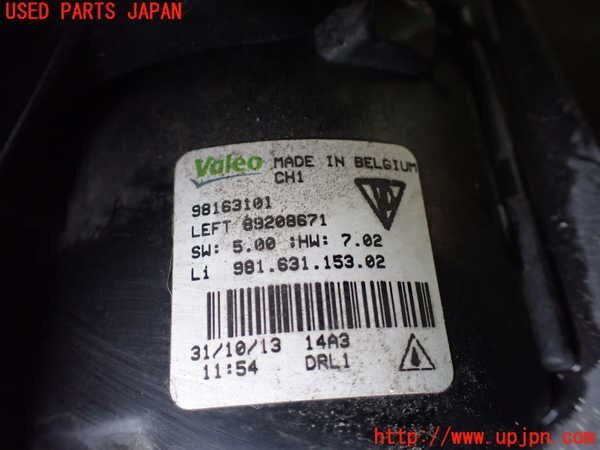 USED PARTS JAPAN
Valeo MADE IN BELGIUM
CH1
98163101
LEFT 89208671
SW: 5.00 :HW: 7.02
Li 981.631.153.02
31/10/13 14A3
11:54 DRL1
http://www.upjpn.com/